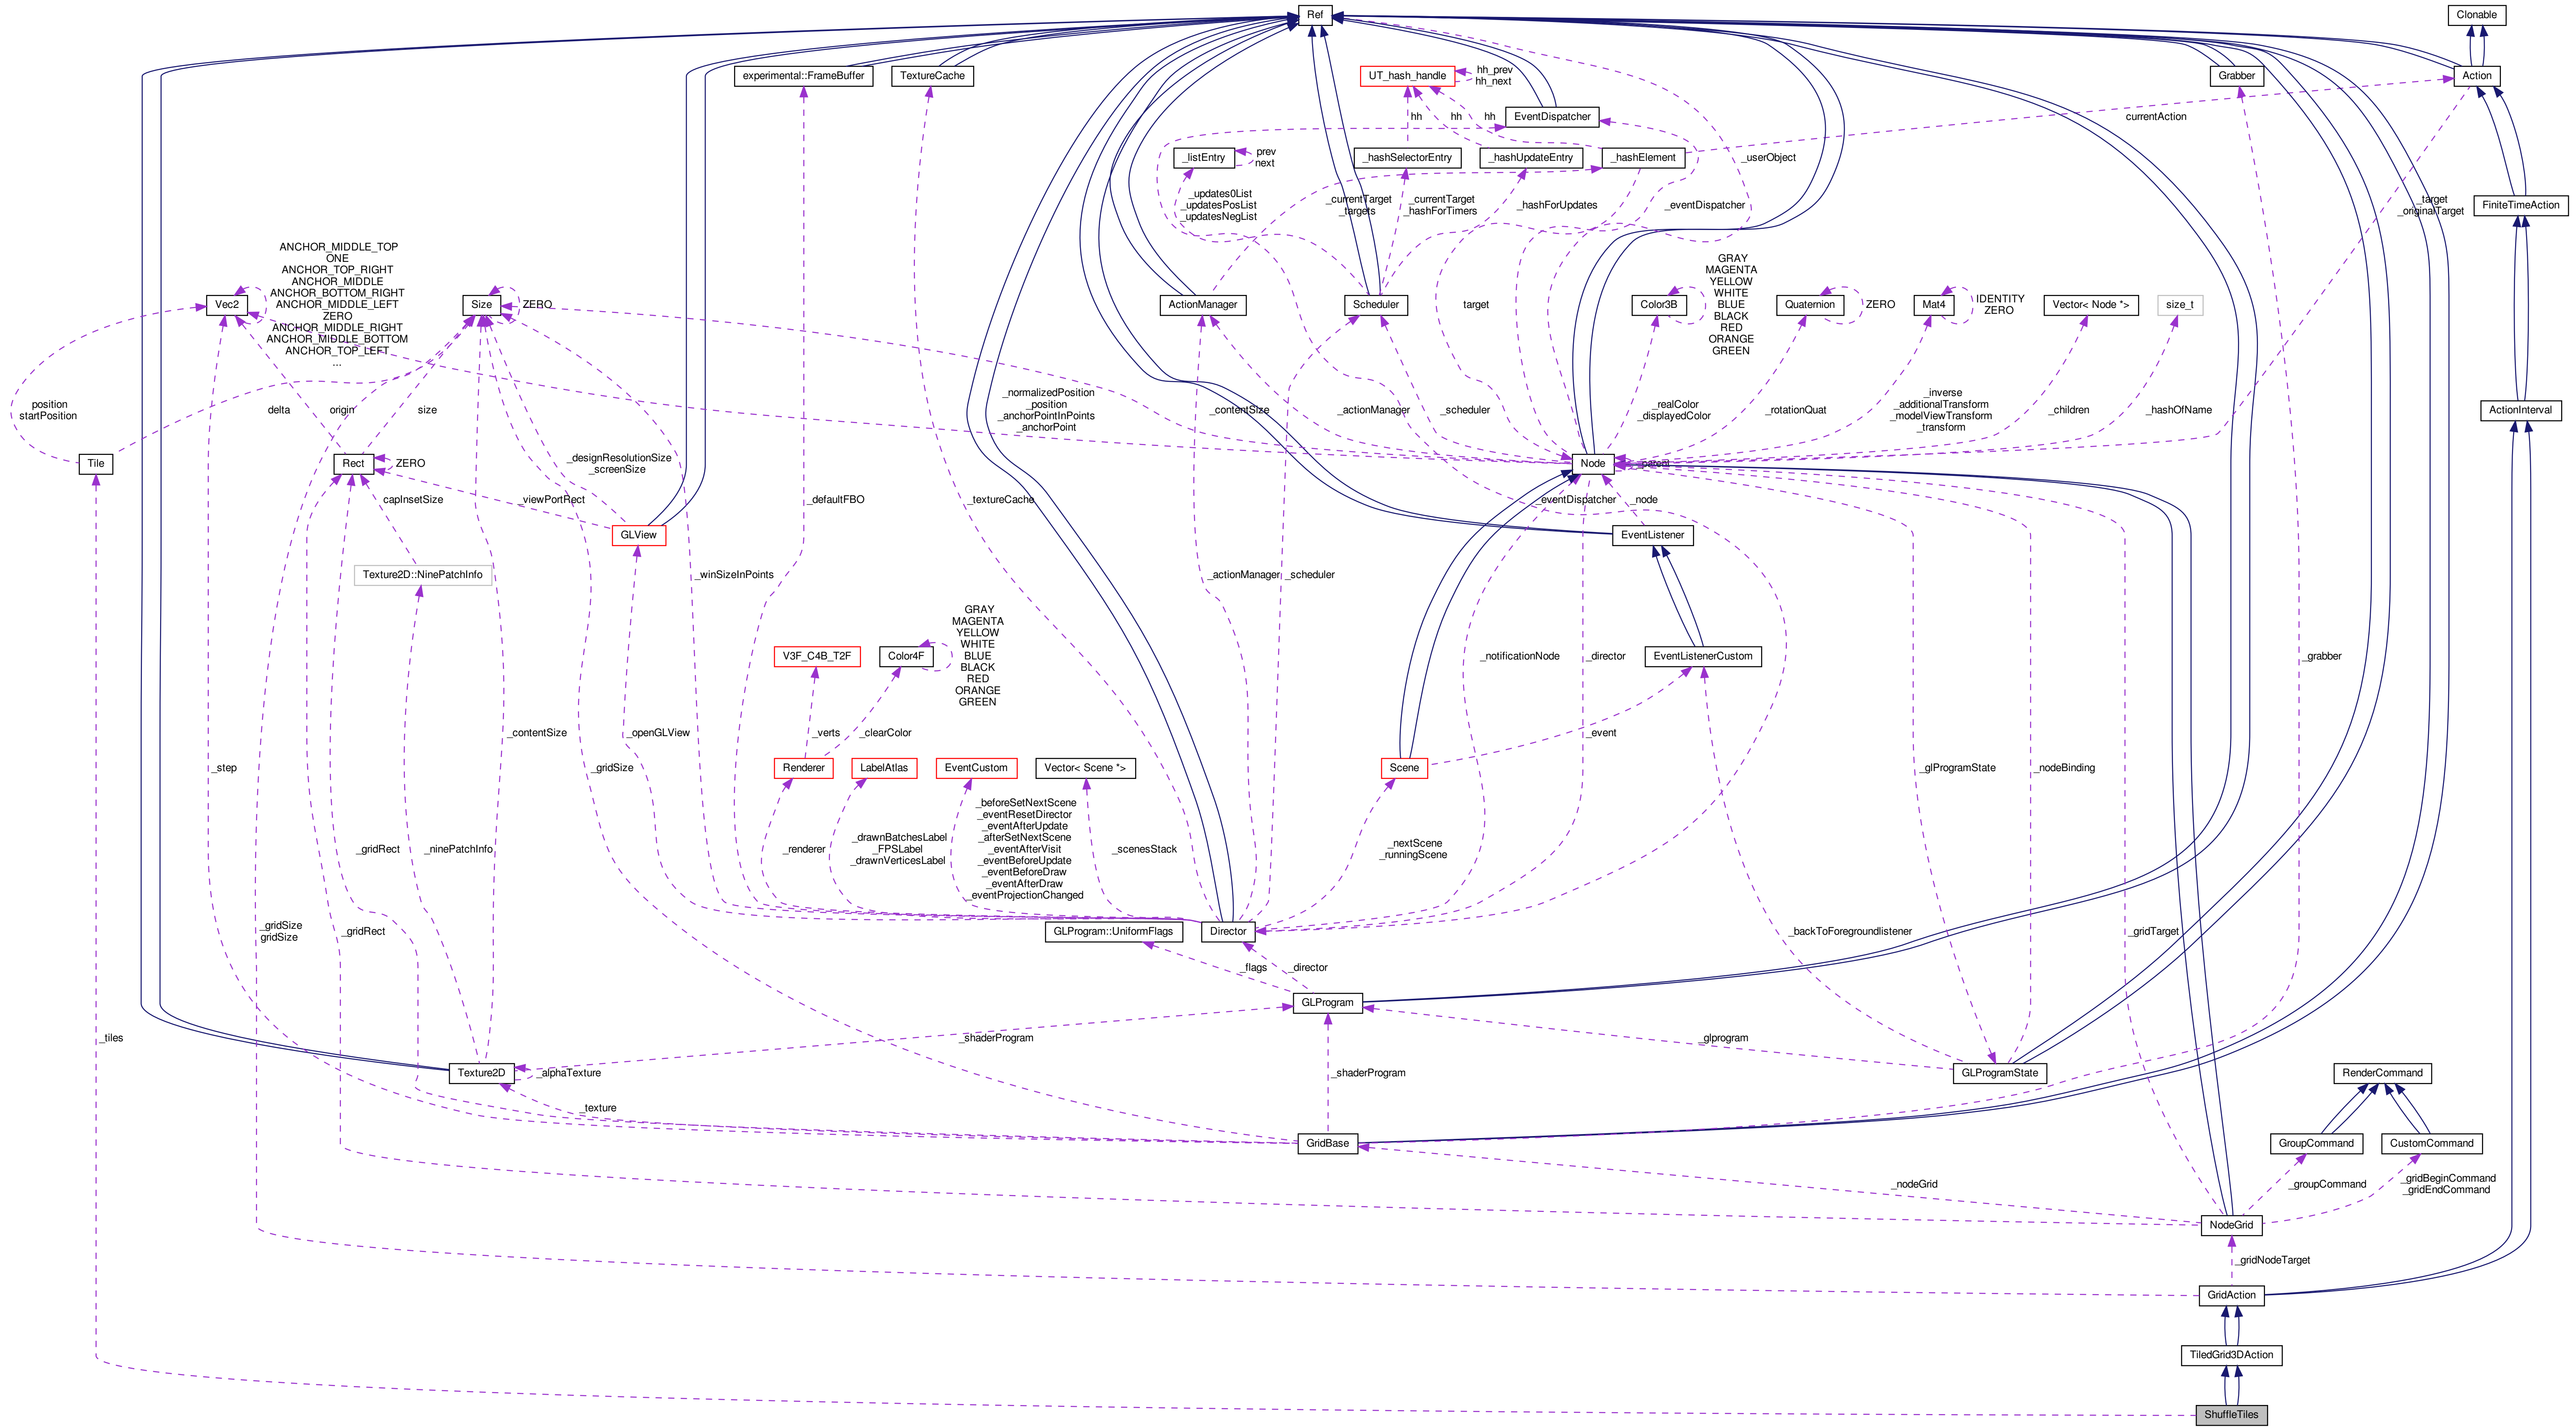 Ref
Clonable
experimental::FrameBuffer
TextureCache
UT_hash_handle
hh_prev
hh_next
Grabber
Action
EventDispatcher
hh
hh
hh
currentAction
_listEntry
prev
next
_hashSelectorEntry
_hashUpdateEntry
_hashElement
_userObject
_updates0List
_updatesPosList
_updatesNegList
_currentTarget
_targets
_currentTarget
_hashForTimers
_hashForUpdates
_eventDispatcher
_target
_originalTarget
FiniteTimeAction
ANCHOR_MIDDLE_TOP
ONE
ANCHOR_TOP_RIGHT
ANCHOR_MIDDLE
ANCHOR_BOTTOM_RIGHT
ANCHOR_MIDDLE_LEFT
ZERO
ANCHOR_MIDDLE_RIGHT
ANCHOR_MIDDLE_BOTTOM
ANCHOR_TOP_LEFT
...
Vec2
Size
ZERO
ActionManager
Scheduler
target
Color3B
GRAY
MAGENTA
YELLOW
WHITE
BLUE
BLACK
RED
ORANGE
GREEN
Quaternion
ZERO
Mat4
IDENTITY
ZERO
Vector< Node *>
size_t
position
startPosition
delta
origin
size
_normalizedPosition
_position
_anchorPointInPoints
_anchorPoint
_contentSize
_actionManager
_scheduler
_realColor
_displayedColor
_rotationQuat
_inverse
_additionalTransform
_modelViewTransform
_transform
_children
_hashOfName
ActionInterval
Tile
Rect
ZERO
_designResolutionSize
_screenSize
Node
_parent
capInsetSize
_viewPortRect
_defaultFBO
_textureCache
_eventDispatcher
_node
GLView
EventListener
Texture2D::NinePatchInfo
_winSizeInPoints
_actionManager
_scheduler
V3F_C4B_T2F
Color4F
GRAY
MAGENTA
YELLOW
WHITE
BLUE
BLACK
RED
ORANGE
GREEN
_notificationNode
_director
EventListenerCustom
_grabber
_contentSize
_openGLView
_verts
_clearColor
_event
_step
_gridSize
Renderer
LabelAtlas
EventCustom
Vector< Scene *>
Scene
_glProgramState
_nodeBinding
_gridRect
_ninePatchInfo
_renderer
_drawnBatchesLabel
_FPSLabel
_drawnVerticesLabel
_beforeSetNextScene
_eventResetDirector
_eventAfterUpdate
_afterSetNextScene
_eventAfterVisit
_eventBeforeUpdate
_eventBeforeDraw
_eventAfterDraw
_eventProjectionChanged
_scenesStack
_nextScene
_runningScene
_gridSize
gridSize
_gridRect
GLProgram::UniformFlags
Director
_backToForegroundlistener
_gridTarget
_flags
_director
GLProgram
_tiles
_shaderProgram
_glprogram
Texture2D
_alphaTexture
_shaderProgram
GLProgramState
RenderCommand
_texture
GridBase
GroupCommand
CustomCommand
_nodeGrid
_groupCommand
_gridBeginCommand
_gridEndCommand
NodeGrid
_gridNodeTarget
GridAction
TiledGrid3DAction
ShuffleTiles